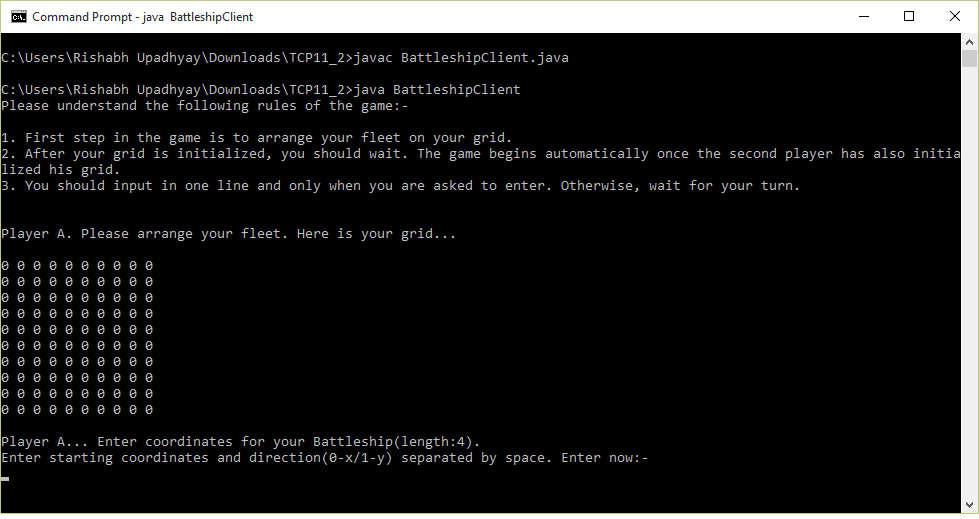 Command Prompt - java  BattleshipClient
C:\Users\Rishabh Upadhyay\Downloads\TCP11_2>javac BattleshipClient.java
C:\Users\Rishabh Upadhyay\Downloads\TCP11_2>java BattleshipClient
Please understand the following rules of the game:-
1. First step in the game is to arrange your fleet on your grid.
2. After your grid is initialized, you should wait. The game begins automatically once the second player has also initia
lized his grid.
3. You should input in one line and only when you are asked to enter. Otherwise, wait for your turn.
Player A. Please arrange your fleet. Here is your grid...
0 0 0 0 0 0 0 0 0 0
0 0 0 0 0 0 0 0 0 0
0 0 0 0 0 0 0 0 0 0
0 0 0 0 0 0 0 0 0 0
0 0 0 0 0 0 0 0 0 0
0 0 0 0 0 0 0 0 0 0
0 0 0 0 0 0 0 0 0 0
0 0 0 0 0 0 0 0 0 0
0 0 0 0 0 0 0 0 0 0
0 0 0 0 0 0 0 0 0 0
Player A... Enter coordinates for your Battleship(length:4).
Enter starting coordinates and direction(0-x/1-y) separated by space. Enter now:-